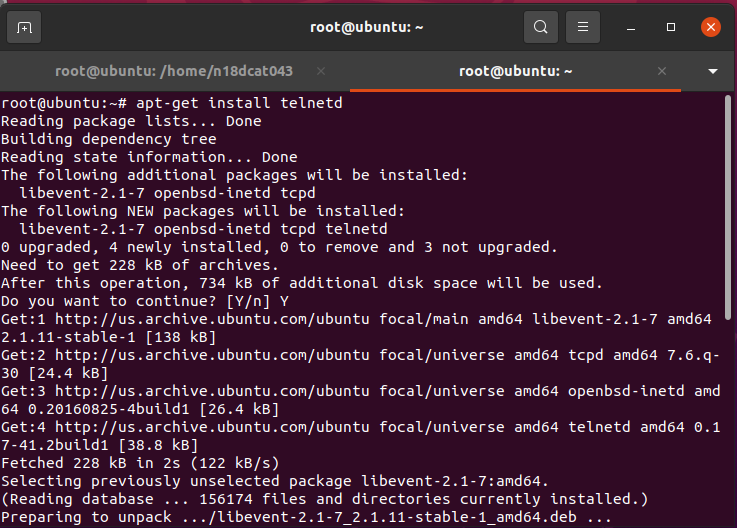 root@ubuntu: ~
root@ubuntu: /home/n18dcat043
root@ubuntu: ~
root@ubuntu:~# apt-get install telnetd
Reading package lists... Done
Building dependency tree
Reading state information... Done
The following additional packages will be installed:
  libevent-2.1-7 openbsd-inetd tcpd
The following NEW packages will be installed:
  libevent-2.1-7 openbsd-inetd tcpd telnetd
0 upgraded, 4 newly installed, 0 to remove and 3 not upgraded.
Need to get 228 kB of archives.
After this operation, 734 kB of additional disk space will be used.
Do you want to continue? [Y/n] Y
Get:1 http://us.archive.ubuntu.com/ubuntu focal/main amd64 libevent-2.1-7 amd64
2.1.11-stable-1 [138 kB]
Get:2 http://us.archive.ubuntu.com/ubuntu focal/universe amd64 tcpd amd64 7.6.q-
30 [24.4 kB]
Get:3 http://us.archive.ubuntu.com/ubuntu focal/universe amd64 openbsd-inetd amd
64 0.20160825-4build1 [26.4 kB]
Get:4 http://us.archive.ubuntu.com/ubuntu focal/universe amd64 telnetd amd64 0.1
7-41.2build1 [38.8 kB]
Fetched 228 kB in 2s (122 kB/s)
Selecting previously unselected package libevent-2.1-7:amd64.
(Reading database ... 156174 files and directories currently installed.)
Preparing to unpack .../libevent-2.1-7_2.1.11-stable-1_amd64.deb ...